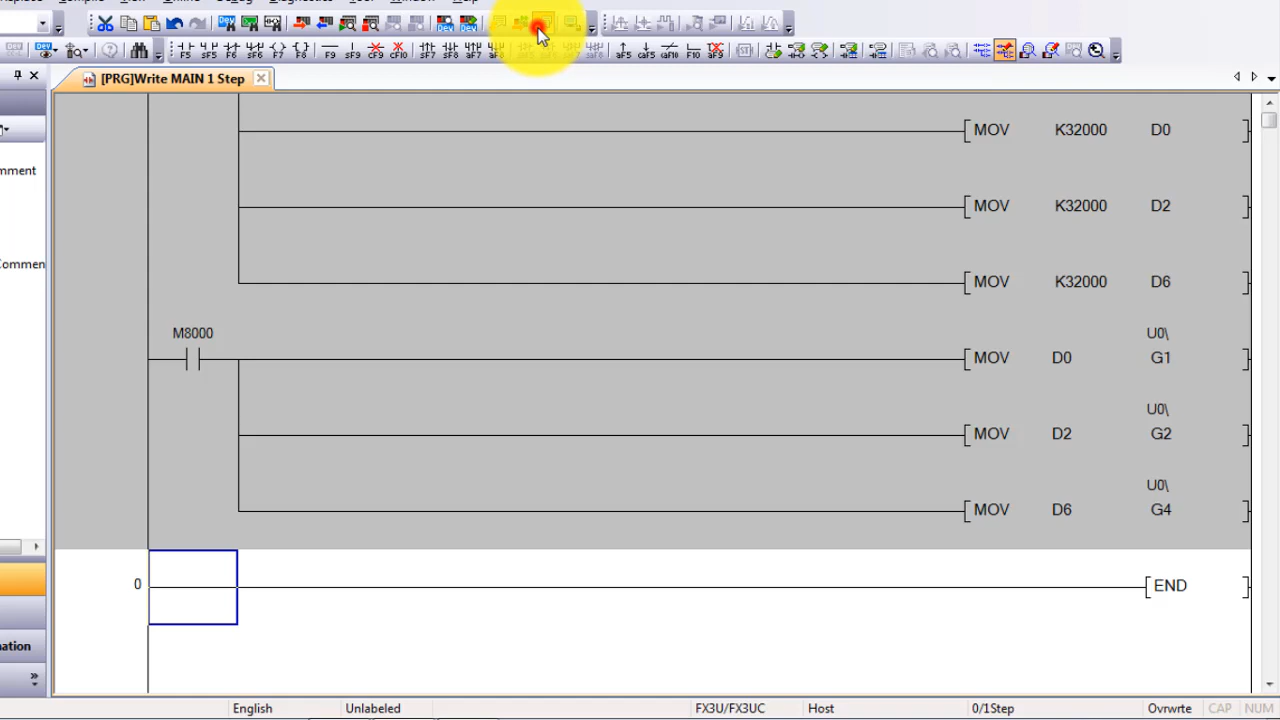 [PRG]Write MAIN 1 Step
mment
Commen
mation
MOV K32000 D0
MOV K32000 D2
MOV K32000 D6
M8000
U0\
MOV D0 G1
U0\
MOV D2 G2
U0\
MOV D6 G4
0
END
English Unlabeled FX3U/FX3UC Host 0/1Step Ovrwrte CAP NUM